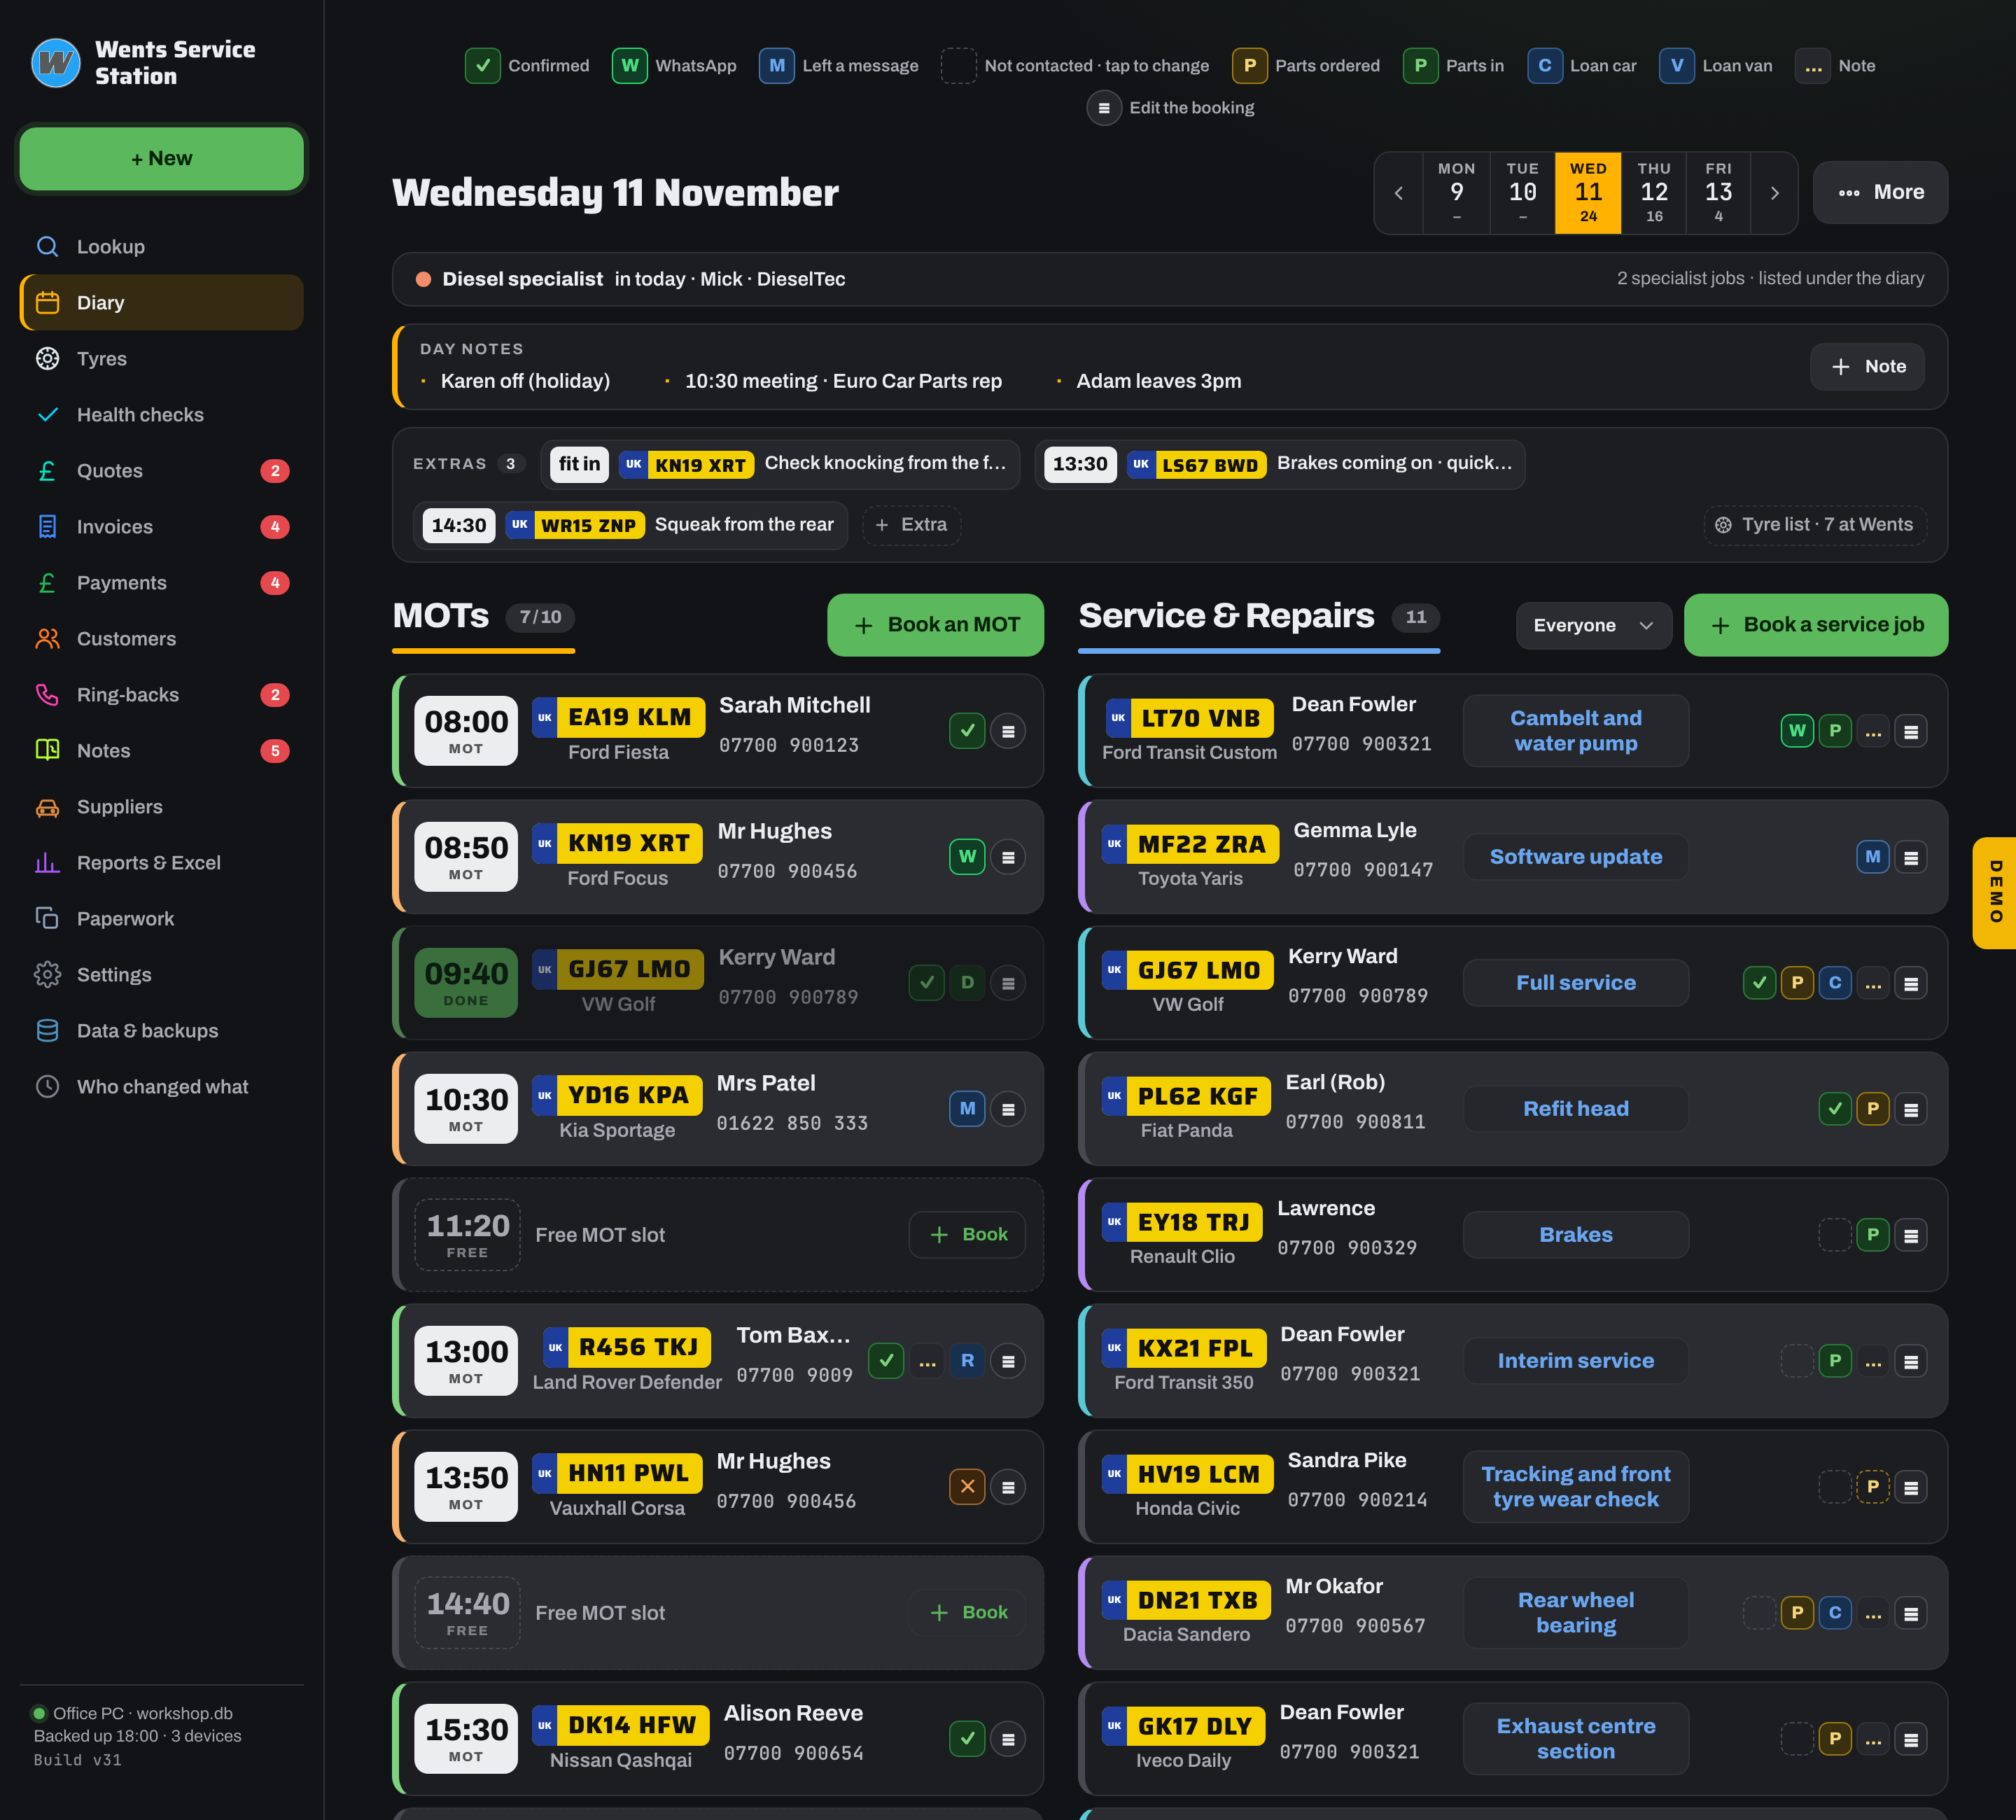 Wents Service
Station
+ New
Lookup
Diary
Tyres
Health checks
Quotes 2
Invoices 4
Payments 4
Customers
Ring-backs 2
Notes 5
Suppliers
Reports & Excel
Paperwork
Settings
Data & backups
Who changed what
Office PC · workshop.db
Backed up 18:00 · 3 devices
Build v31
Confirmed W WhatsApp M Left a message Not contacted · tap to change P Parts ordered P Parts in C Loan car V Loan van ... Note
Edit the booking
Wednesday 11 November
MON 9 –
TUE 10 –
WED 11 24
THU 12 16
FRI 13 4
More
Diesel specialist in today · Mick · DieselTec
2 specialist jobs · listed under the diary
DAY NOTES
· Karen off (holiday) · 10:30 meeting · Euro Car Parts rep · Adam leaves 3pm
+ Note
EXTRAS 3 fit in UK KN19 XRT Check knocking from the f... 13:30 UK LS67 BWD Brakes coming on · quick...
14:30 UK WR15 ZNP Squeak from the rear + Extra Tyre list · 7 at Wents
MOTs 7/10 + Book an MOT
08:00 MOT UK EA19 KLM Sarah Mitchell
Ford Fiesta 07700 900123
08:50 MOT UK KN19 XRT Mr Hughes W
Ford Focus 07700 900456
09:40 DONE UK GJ67 LMO Kerry Ward D
VW Golf 07700 900789
10:30 MOT UK YD16 KPA Mrs Patel M
Kia Sportage 01622 850 333
11:20 FREE Free MOT slot + Book
13:00 MOT UK R456 TKJ Tom Bax... ... R
Land Rover Defender 07700 9009
13:50 MOT UK HN11 PWL Mr Hughes
Vauxhall Corsa 07700 900456
14:40 FREE Free MOT slot + Book
15:30 MOT UK DK14 HFW Alison Reeve
Nissan Qashqai 07700 900654
Service & Repairs 11 Everyone + Book a service job
UK LT70 VNB Dean Fowler
Ford Transit Custom 07700 900321
Cambelt and
water pump
W P ...
UK MF22 ZRA Gemma Lyle
Toyota Yaris 07700 900147
Software update
M
UK GJ67 LMO Kerry Ward
VW Golf 07700 900789
Full service
P C ...
UK PL62 KGF Earl (Rob)
Fiat Panda 07700 900811
Refit head
P
UK EY18 TRJ Lawrence
Renault Clio 07700 900329
Brakes
P
UK KX21 FPL Dean Fowler
Ford Transit 350 07700 900321
Interim service
P ...
UK HV19 LCM Sandra Pike
Honda Civic 07700 900214
Tracking and front
tyre wear check
P
UK DN21 TXB Mr Okafor
Dacia Sandero 07700 900567
Rear wheel
bearing
P C ...
UK GK17 DLY Dean Fowler
Iveco Daily 07700 900321
Exhaust centre
section
P ...
DEMO